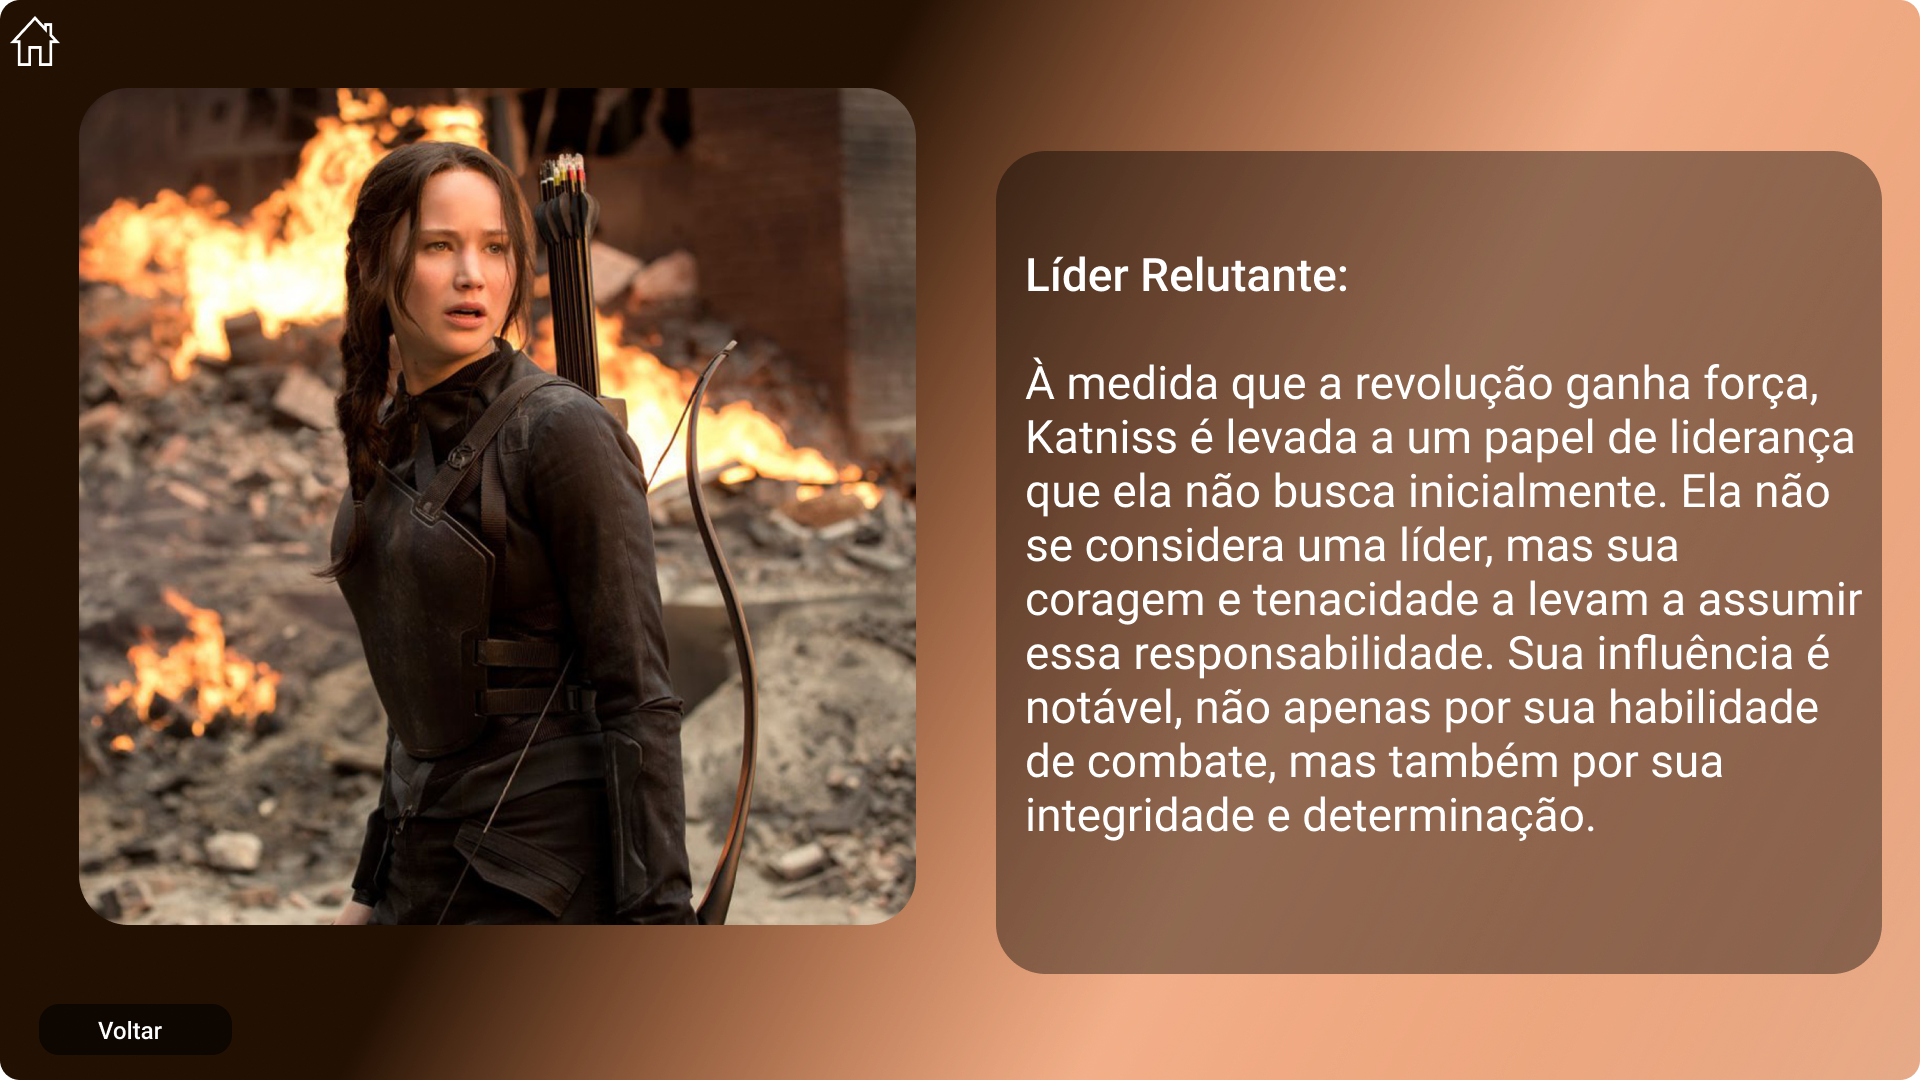 Líder Relutante:
À medida que a revolução ganha força,
Katniss é levada a um papel de liderança
que ela não busca inicialmente. Ela não
se considera uma líder, mas sua
coragem e tenacidade a levam a assumir
essa responsabilidade. Sua influência é
notável, não apenas por sua habilidade
de combate, mas também por sua
integridade e determinação.
Voltar